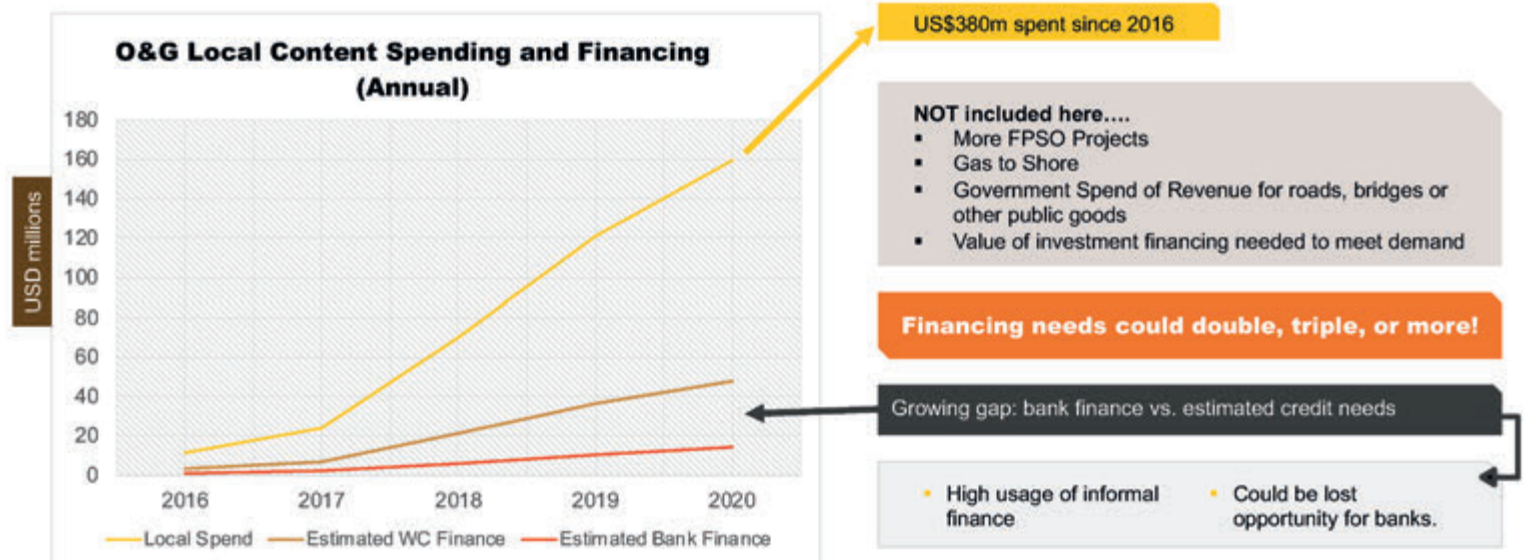 O&G Local Content Spending and Financing
(Annual)
USD millions
180
160
140
120
100
80
60
40
20
0
2016
2017
2018
2019
2020
Local Spend
Estimated WC Finance
Estimated Bank Finance
US$380m spent since 2016
NOT included here....
▪ More FPSO Projects
▪ Gas to Shore
▪ Government Spend of Revenue for roads, bridges or
other public goods
▪ Value of investment financing needed to meet demand
Financing needs could double, triple, or more!
Growing gap: bank finance vs. estimated credit needs
▪ High usage of informal
finance
▪ Could be lost
opportunity for banks.